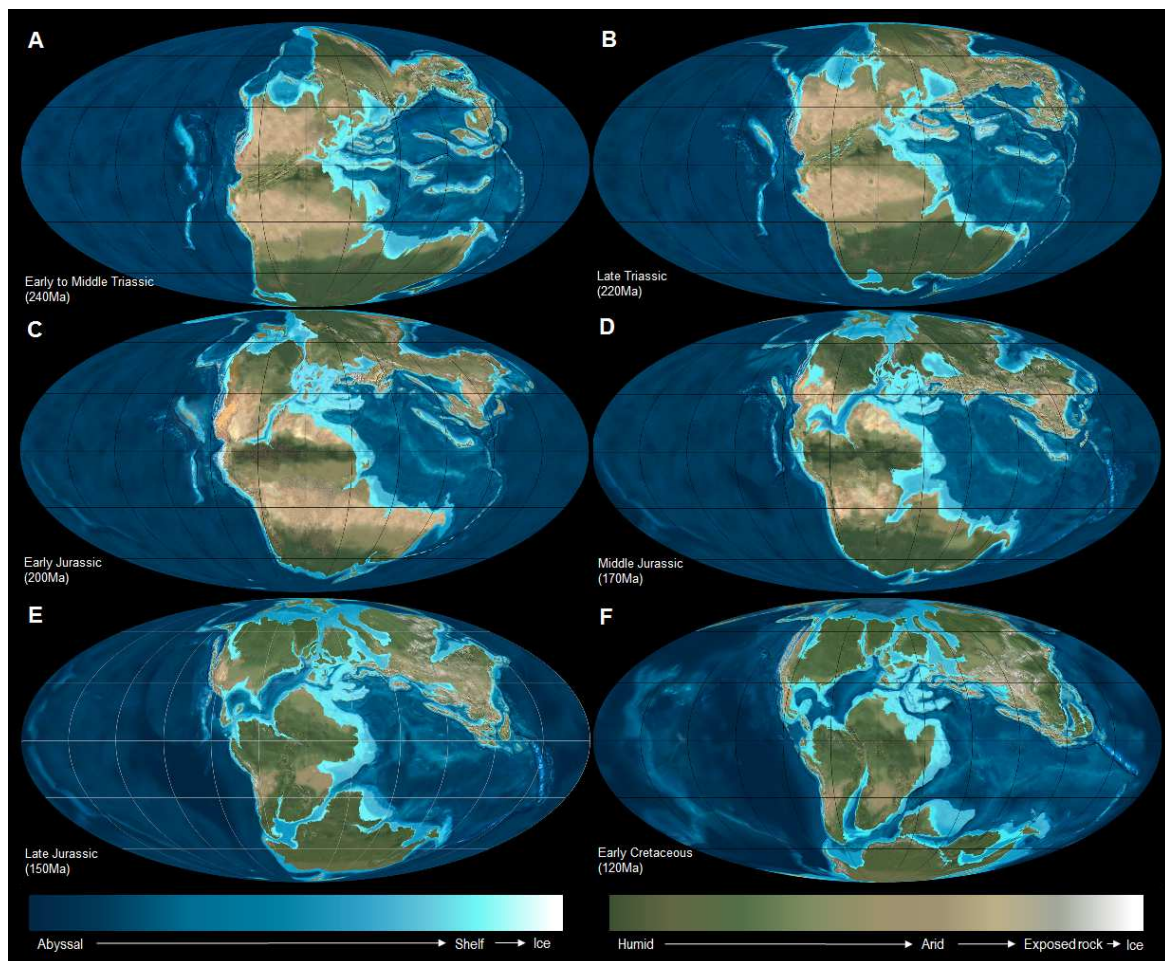 A
B
Early to Middle Triassic
(240Ma)
Late Triassic
(220Ma)
C
D
Early Jurassic
(200Ma)
Middle Jurassic
(170Ma)
E
F
Late Jurassic
(150Ma)
Early Cretaceous
(120Ma)
Abyssal Shelf Ice
Humid Arid Exposed rock Ice